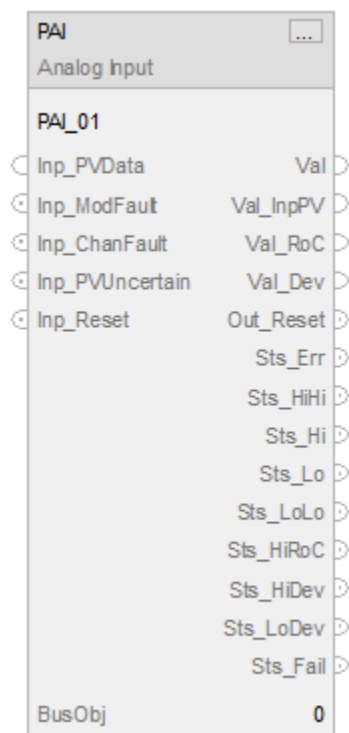 PAI ...
Analog Input
PAI_01
Inp_PVData Val
Inp_ModFault Val_InpPV
Inp_ChanFault Val_RoC
Inp_PVUncertain Val_Dev
Inp_Reset Out_Reset
Sts_Err
Sts_HiHi
Sts_Hi
Sts_Lo
Sts_LoLo
Sts_HiRoC
Sts_HiDev
Sts_LoDev
Sts_Fail
BusObj 0